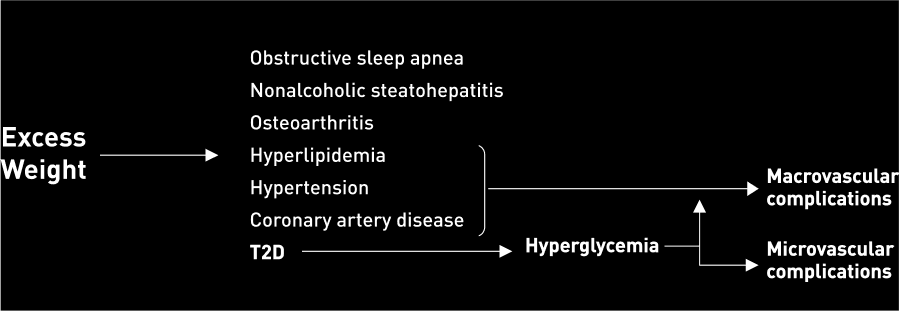 Excess
Weight
Obstructive sleep apnea
Nonalcoholic steatohepatitis
Osteoarthritis
Hyperlipidemia
Hypertension
Coronary artery disease
T2D
Hyperglycemia
Macrovascular
complications
Microvascular
complications